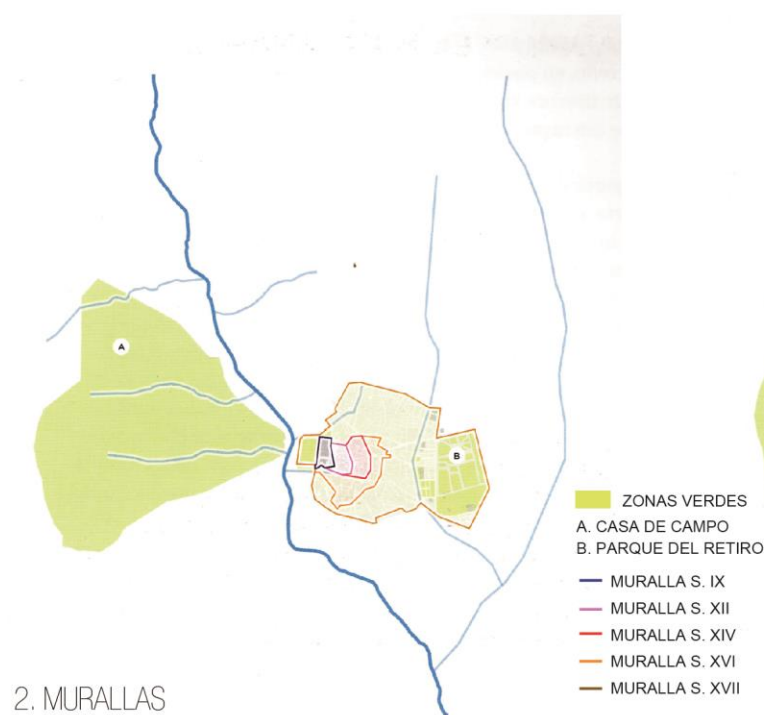 A
B
ZONAS VERDES
A. CASA DE CAMPO
B. PARQUE DEL RETIRO
MURALLA S. IX
MURALLA S. XII
MURALLA S. XIV
MURALLA S. XVI
MURALLA S. XVII
2. MURALLAS